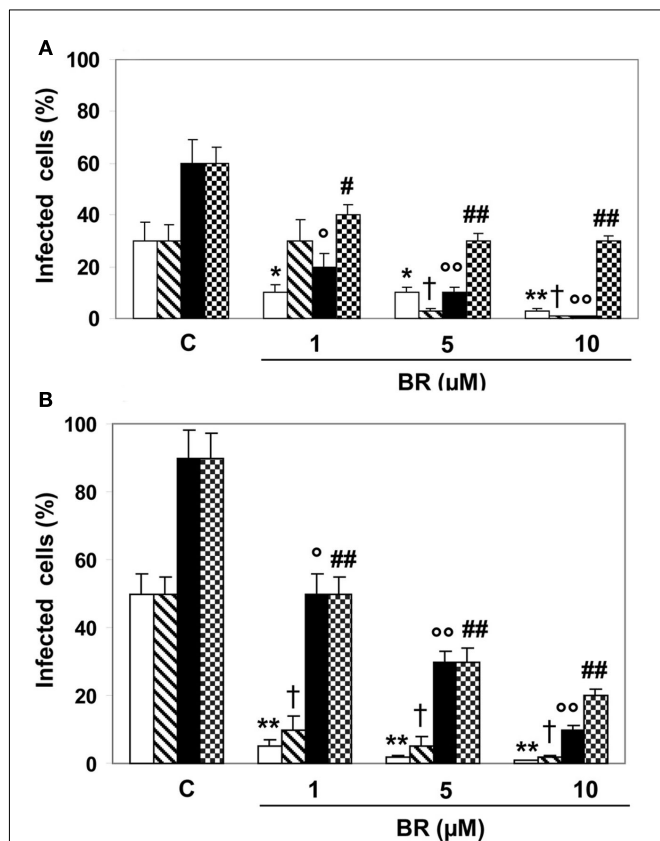 A
100
80
60
40
20
0
Infected cells (%)
* ° #
* † °° ##
** † °° ##
C 1 5 10
BR (µM)
B
100
80
60
40
20
0
Infected cells (%)
** † ° ##
** † °° ##
** † °° ##
C 1 5 10
BR (µM)